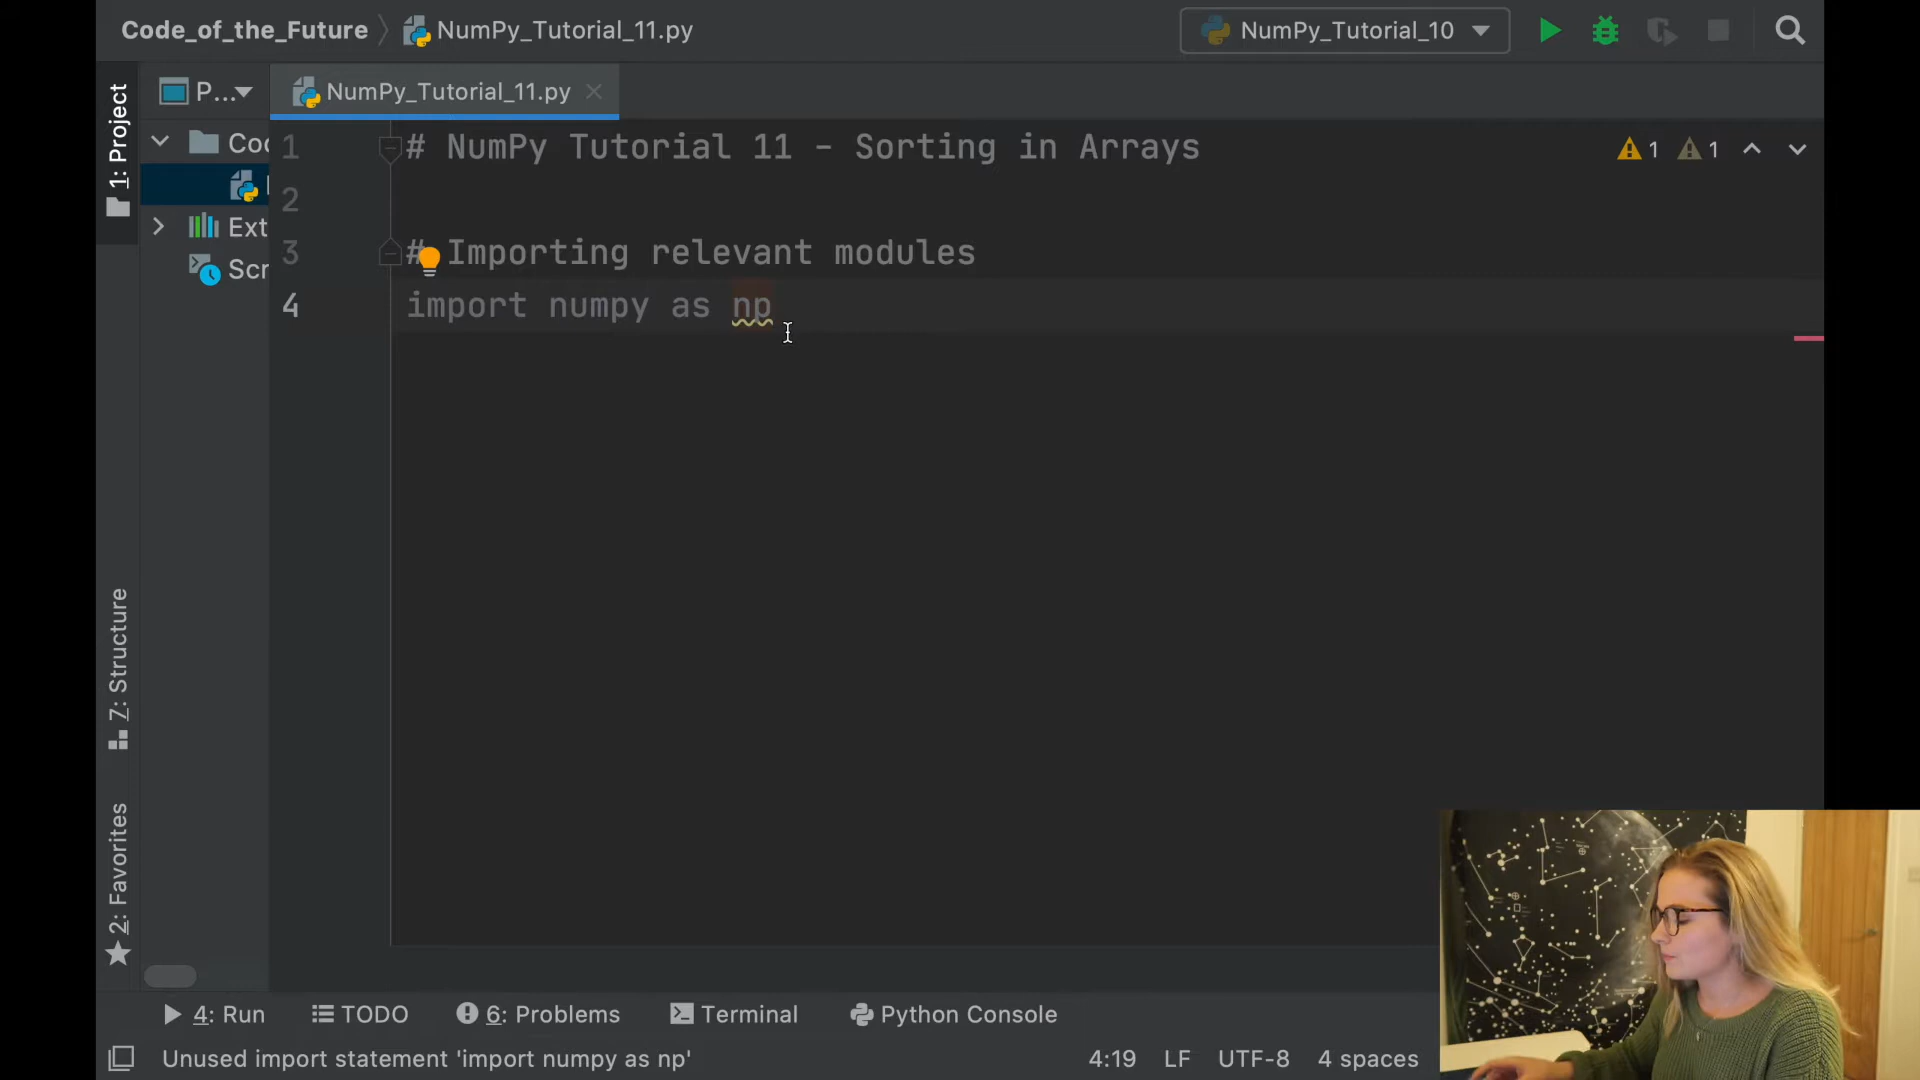 Code_of_the_Future NumPy_Tutorial_11.py NumPy_Tutorial_10
1: Project
P... NumPy_Tutorial_11.py
1 # NumPy Tutorial 11 - Sorting in Arrays
1 1
2
3 # Importing relevant modules
4 import numpy as np
Ext
Scr
7: Structure
2: Favorites
4: Run TODO 6: Problems Terminal Python Console
Unused import statement 'import numpy as np' 4:19 LF UTF-8 4 spaces